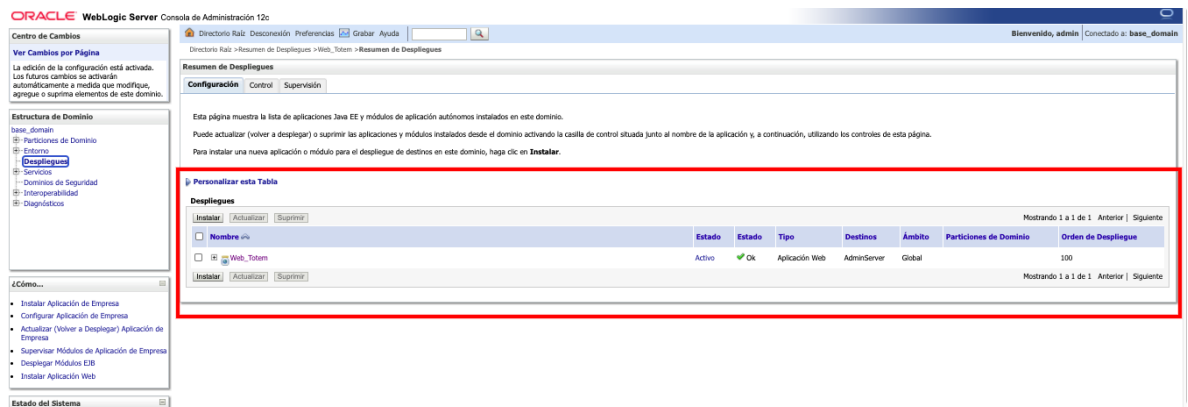 ORACLE WebLogic Server Consola de Administración 12c
Centro de Cambios
Ver Cambios por Página
La edición de la configuración está activada.
Los futuros cambios se activarán
automáticamente a medida que modifique,
agregue o suprima elementos de este dominio.
Estructura de Dominio
base_domain
Particiones de Dominio
Entorno
Despliegues
Servicios
Dominios de Seguridad
Interoperabilidad
Diagnósticos
¿Cómo...
Instalar Aplicación de Empresa
Configurar Aplicación de Empresa
Actualizar (Volver a Desplegar) Aplicación de
Empresa
Supervisar Módulos de Aplicación de Empresa
Desplegar Módulos EJB
Instalar Aplicación Web
Estado del Sistema
Directorio Raíz Desconexión Preferencias Grabar Ayuda
Bienvenido, admin Conectado a: base_domain
Directorio Raíz >Resumen de Despliegues >Web_Totem >Resumen de Despliegues
Resumen de Despliegues
Configuración Control Supervisión
Esta página muestra la lista de aplicaciones Java EE y módulos de aplicación autónomos instalados en este dominio.
Puede actualizar (volver a desplegar) o suprimir las aplicaciones y módulos instalados desde el dominio activando la casilla de control situada junto al nombre de la aplicación y, a continuación, utilizando los controles de esta página.
Para instalar una nueva aplicación o módulo para el despliegue de destinos en este dominio, haga clic en Instalar.
Personalizar esta Tabla
Despliegues
Instalar Actualizar Suprimir Mostrando 1 a 1 de 1 Anterior | Siguiente
Nombre Estado Estado Tipo Destinos Ámbito Particiones de Dominio Orden de Despliegue
Web_Totem Activo Ok Aplicación Web AdminServer Global 100
Instalar Actualizar Suprimir Mostrando 1 a 1 de 1 Anterior | Siguiente